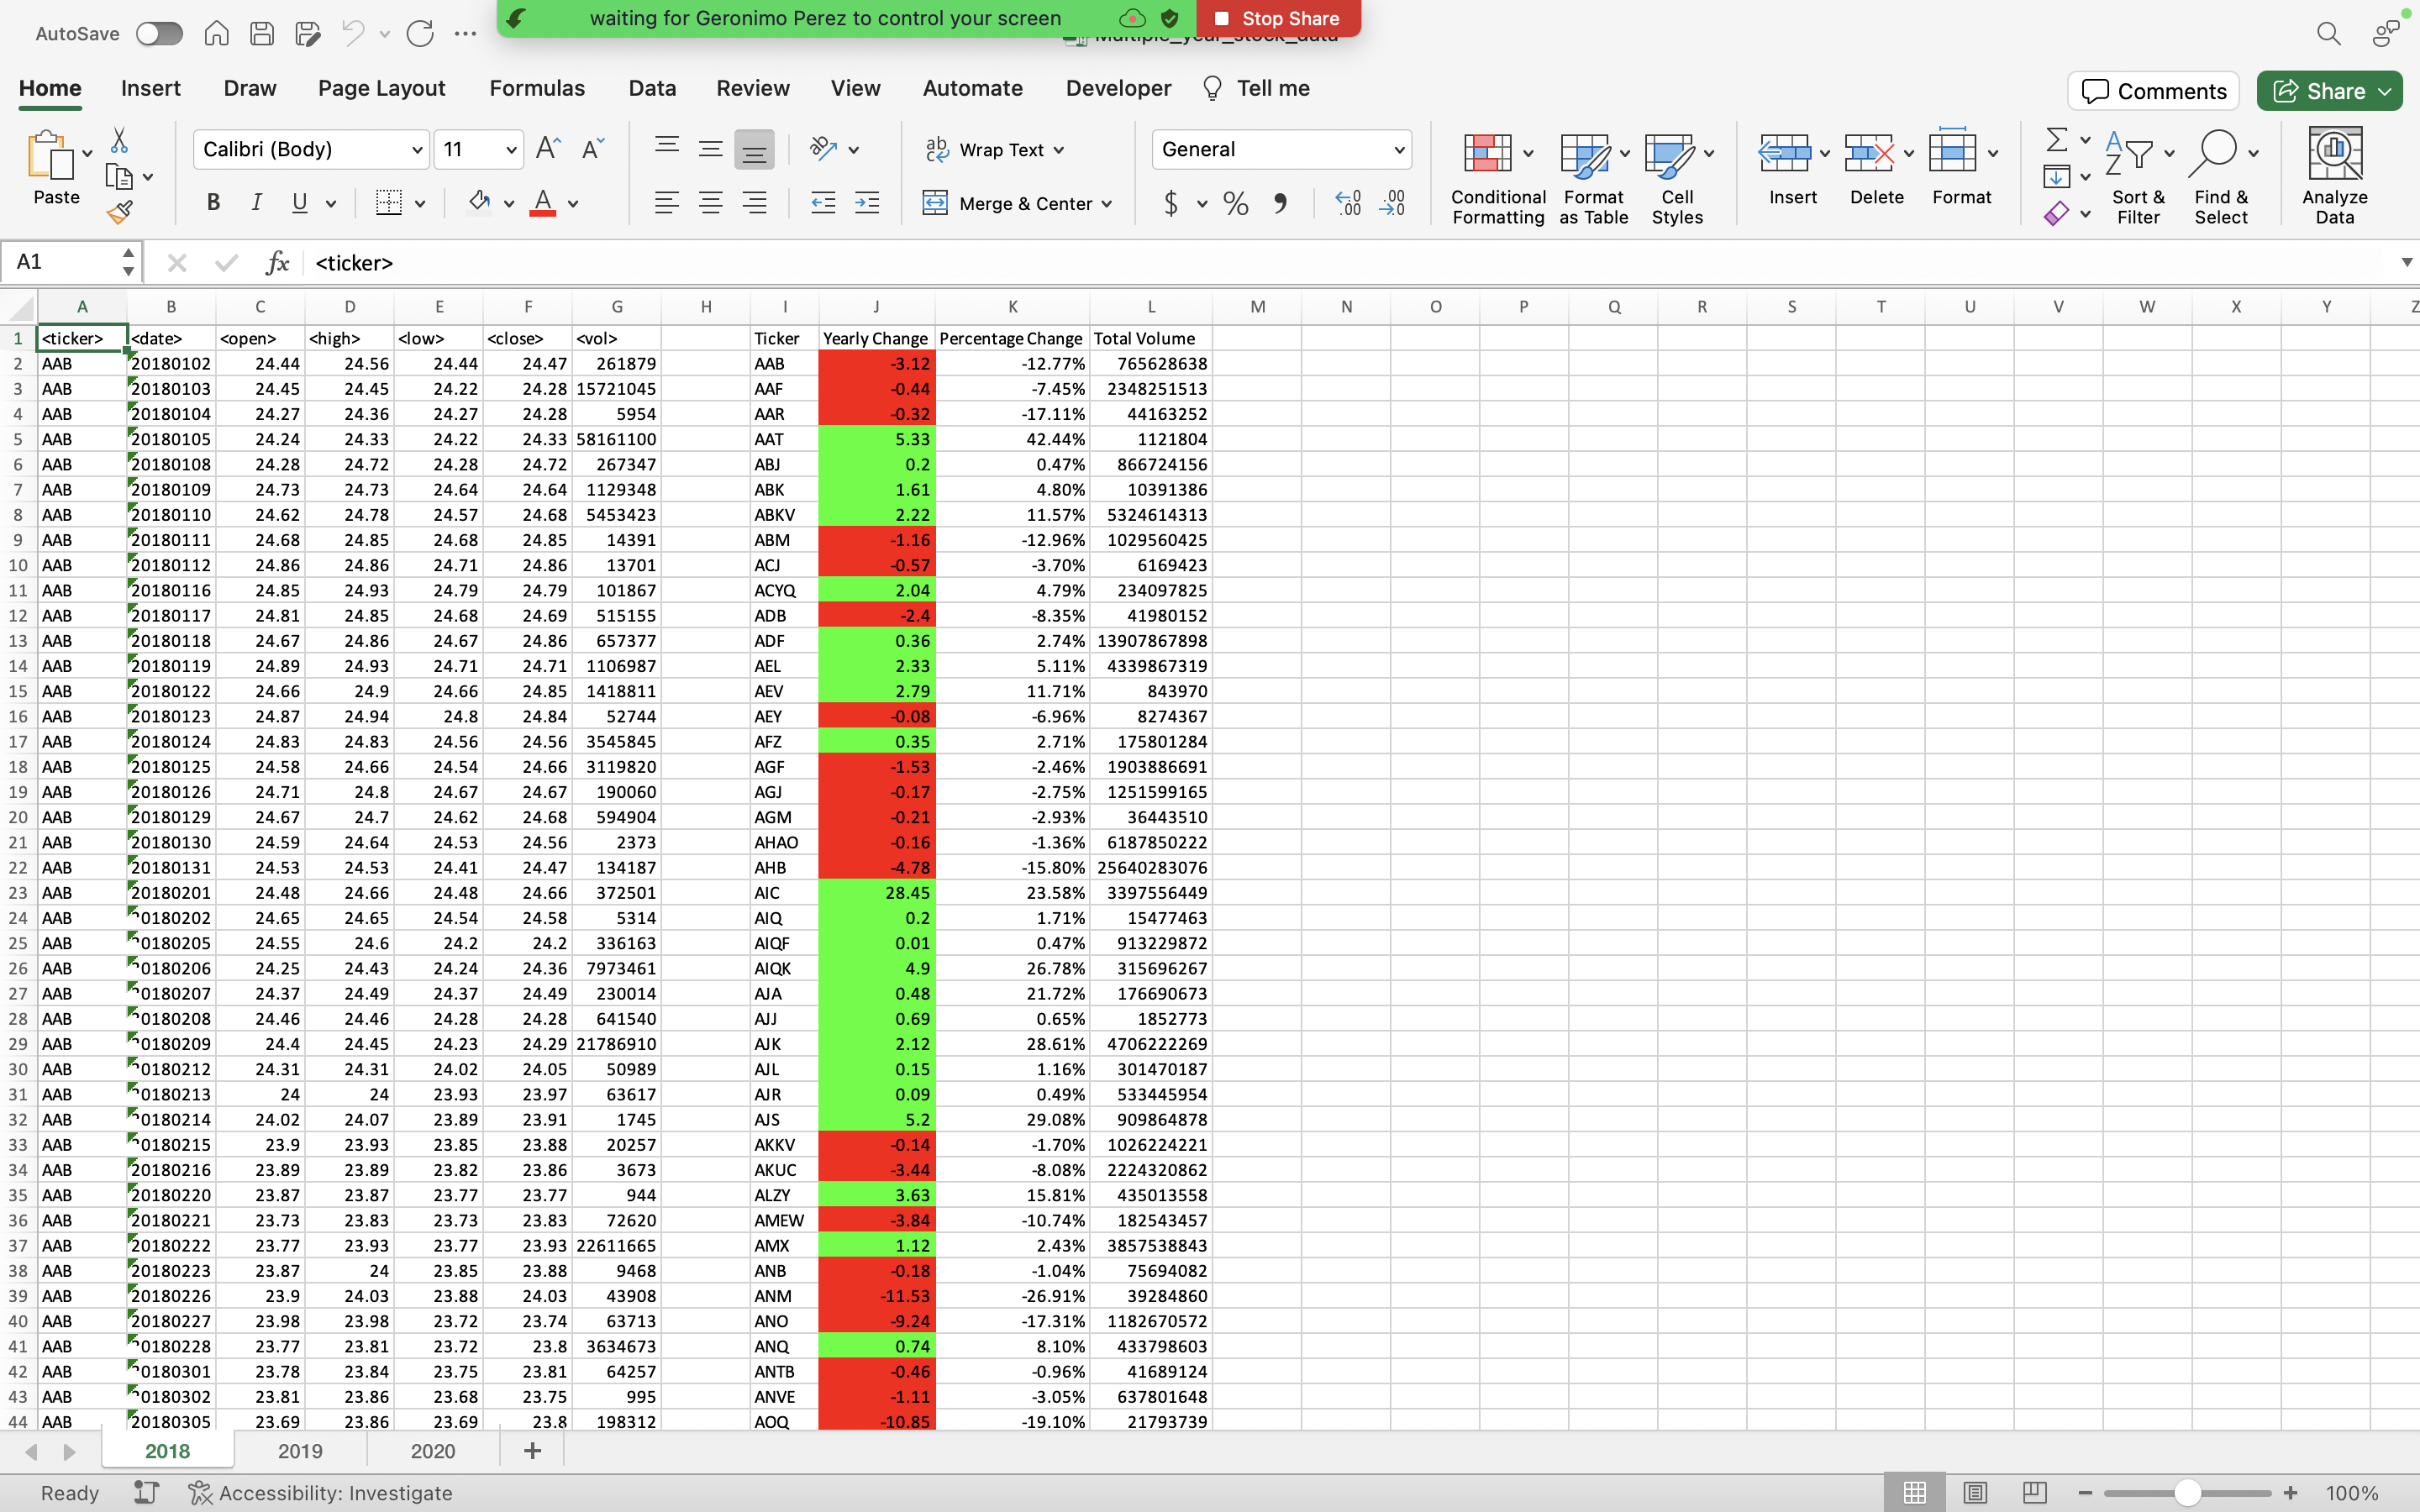 AutoSave
waiting for Geronimo Perez to control your screen
Stop Share
Multiple_year_stock_data
Home Insert Draw Page Layout Formulas Data Review View Automate Developer Tell me
Comments Share
Paste
Calibri (Body) 11
Wrap Text
Merge & Center
General
Conditional Formatting
Format as Table
Cell Styles
Insert Delete Format
Sort & Filter
Find & Select
Analyze Data
A1 fx <ticker>
A B C D E F G H I J K L M N O P Q R S T U V W X Y Z
1 <ticker> <date> <open> <high> <low> <close> <vol> Ticker Yearly Change Percentage Change Total Volume
2 AAB 20180102 24.44 24.56 24.44 24.47 261879 AAB -3.12 -12.77% 765628638
3 AAB 20180103 24.45 24.45 24.22 24.28 15721045 AAF -0.44 -7.45% 2348251513
4 AAB 20180104 24.27 24.36 24.27 24.28 5954 AAR -0.32 -17.11% 44163252
5 AAB 20180105 24.24 24.33 24.22 24.33 58161100 AAT 5.33 42.44% 1121804
6 AAB 20180108 24.28 24.72 24.28 24.72 267347 ABJ 0.2 0.47% 866724156
7 AAB 20180109 24.73 24.73 24.64 24.64 1129348 ABK 1.61 4.80% 10391386
8 AAB 20180110 24.62 24.78 24.57 24.68 5453423 ABKV 2.22 11.57% 5324614313
9 AAB 20180111 24.68 24.85 24.68 24.85 14391 ABM -1.16 -12.96% 1029560425
10 AAB 20180112 24.86 24.86 24.71 24.86 13701 ACJ -0.57 -3.70% 6169423
11 AAB 20180116 24.85 24.93 24.79 24.79 101867 ACYQ 2.04 4.79% 234097825
12 AAB 20180117 24.81 24.85 24.68 24.69 515155 ADB -2.4 -8.35% 41980152
13 AAB 20180118 24.67 24.86 24.67 24.86 657377 ADF 0.36 2.74% 13907867898
14 AAB 20180119 24.89 24.93 24.71 24.71 1106987 AEL 2.33 5.11% 4339867319
15 AAB 20180122 24.66 24.9 24.66 24.85 1418811 AEV 2.79 11.71% 843970
16 AAB 20180123 24.87 24.94 24.8 24.84 52744 AEY -0.08 -6.96% 8274367
17 AAB 20180124 24.83 24.83 24.56 24.56 3545845 AFZ 0.35 2.71% 175801284
18 AAB 20180125 24.58 24.66 24.54 24.66 3119820 AGF -1.53 -2.46% 1903886691
19 AAB 20180126 24.71 24.8 24.67 24.67 190060 AGJ -0.17 -2.75% 1251599165
20 AAB 20180129 24.67 24.7 24.62 24.68 594904 AGM -0.21 -2.93% 36443510
21 AAB 20180130 24.59 24.64 24.53 24.56 2373 AHAO -0.16 -1.36% 6187850222
22 AAB 20180131 24.53 24.53 24.41 24.47 134187 AHB -4.78 -15.80% 25640283076
23 AAB 20180201 24.48 24.66 24.48 24.66 372501 AIC 28.45 23.58% 3397556449
24 AAB 20180202 24.65 24.65 24.54 24.58 5314 AIQ 0.2 1.71% 15477463
25 AAB 20180205 24.55 24.6 24.2 24.2 336163 AIQF 0.01 0.47% 913229872
26 AAB 20180206 24.25 24.43 24.24 24.36 7973461 AIQK 4.9 26.78% 315696267
27 AAB 20180207 24.37 24.49 24.37 24.49 230014 AJA 0.48 21.72% 176690673
28 AAB 20180208 24.46 24.46 24.28 24.28 641540 AJJ 0.69 0.65% 1852773
29 AAB 20180209 24.4 24.45 24.23 24.29 21786910 AJK 2.12 28.61% 4706222269
30 AAB 20180212 24.31 24.31 24.02 24.05 50989 AJL 0.15 1.16% 301470187
31 AAB 20180213 24 24 23.93 23.97 63617 AJR 0.09 0.49% 533445954
32 AAB 20180214 24.02 24.07 23.89 23.91 1745 AJS 5.2 29.08% 909864878
33 AAB 20180215 23.9 23.93 23.85 23.88 20257 AKKV -0.14 -1.70% 1026224221
34 AAB 20180216 23.89 23.89 23.82 23.86 3673 AKUC -3.44 -8.08% 2224320862
35 AAB 20180220 23.87 23.87 23.77 23.77 944 ALZY 3.63 15.81% 435013558
36 AAB 20180221 23.73 23.83 23.73 23.83 72620 AMEW -3.84 -10.74% 182543457
37 AAB 20180222 23.77 23.93 23.77 23.93 22611665 AMX 1.12 2.43% 3857538843
38 AAB 20180223 23.87 24 23.85 23.88 9468 ANB -0.18 -1.04% 75694082
39 AAB 20180226 23.9 24.03 23.88 24.03 43908 ANM -11.53 -26.91% 39284860
40 AAB 20180227 23.98 23.98 23.72 23.74 63713 ANO -9.24 -17.31% 1182670572
41 AAB 20180228 23.77 23.81 23.72 23.8 3634673 ANQ 0.74 8.10% 433798603
42 AAB 20180301 23.78 23.84 23.75 23.81 64257 ANTB -0.46 -0.96% 41689124
43 AAB 20180302 23.81 23.86 23.68 23.75 995 ANVE -1.11 -3.05% 637801648
44 AAB 20180305 23.69 23.86 23.69 23.8 198312 AOQ -10.85 -19.10% 21793739
2018 2019 2020
Ready Accessibility: Investigate 100%